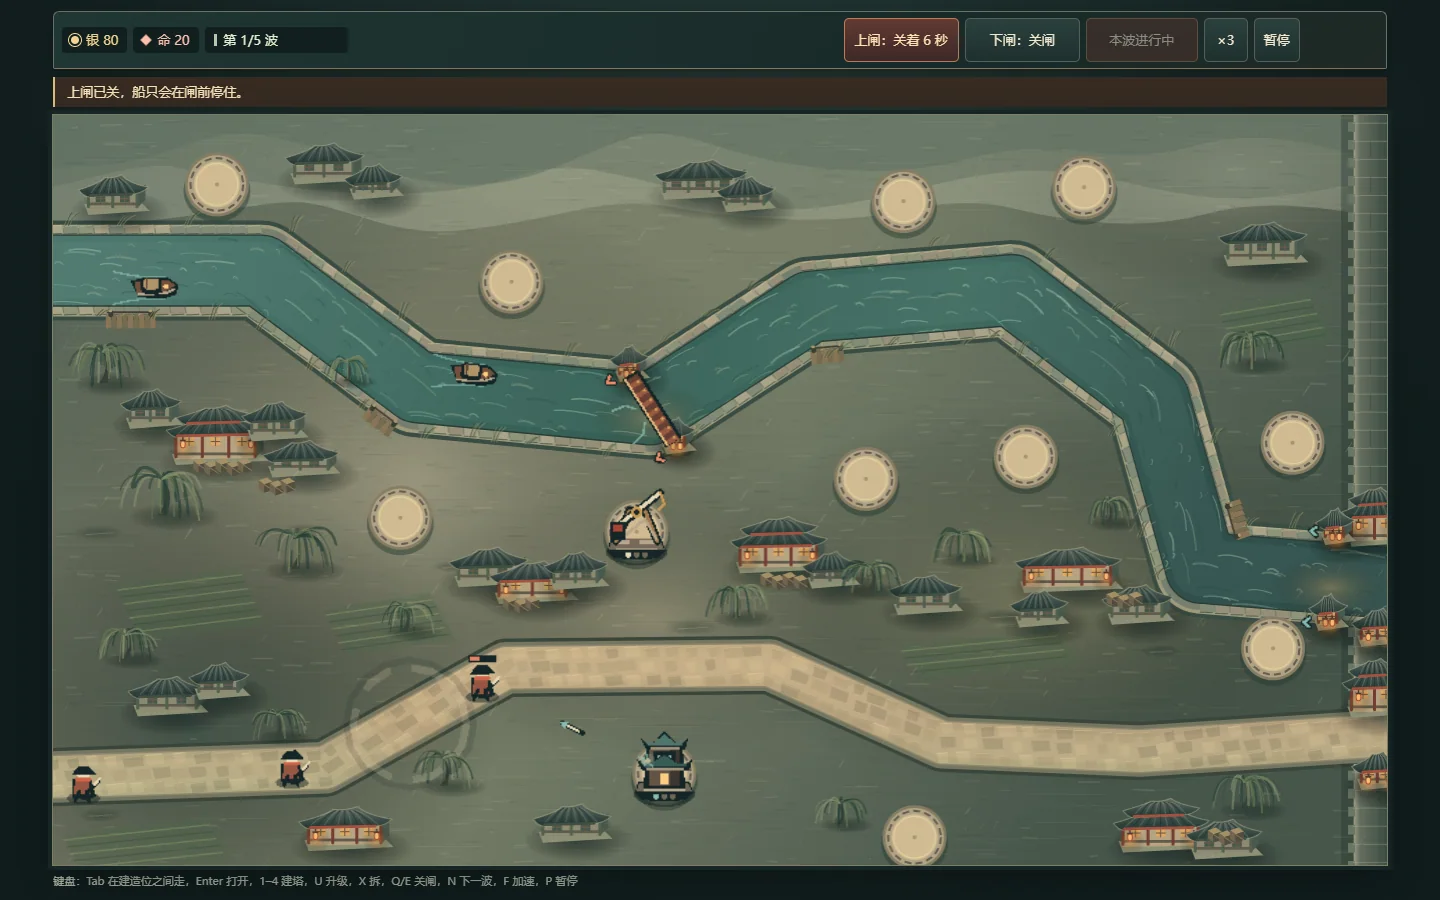 银 80
命 20
第 1/5 波
上闸：关着 6 秒
下闸：关闸
本波进行中
×3
暂停
上闸已关，船只会在闸前停住。
键盘：Tab 在建造位之间走，Enter 打开，1–4 建塔，U 升级，X 拆，Q/E 关闸，N 下一波，F 加速，P 暂停